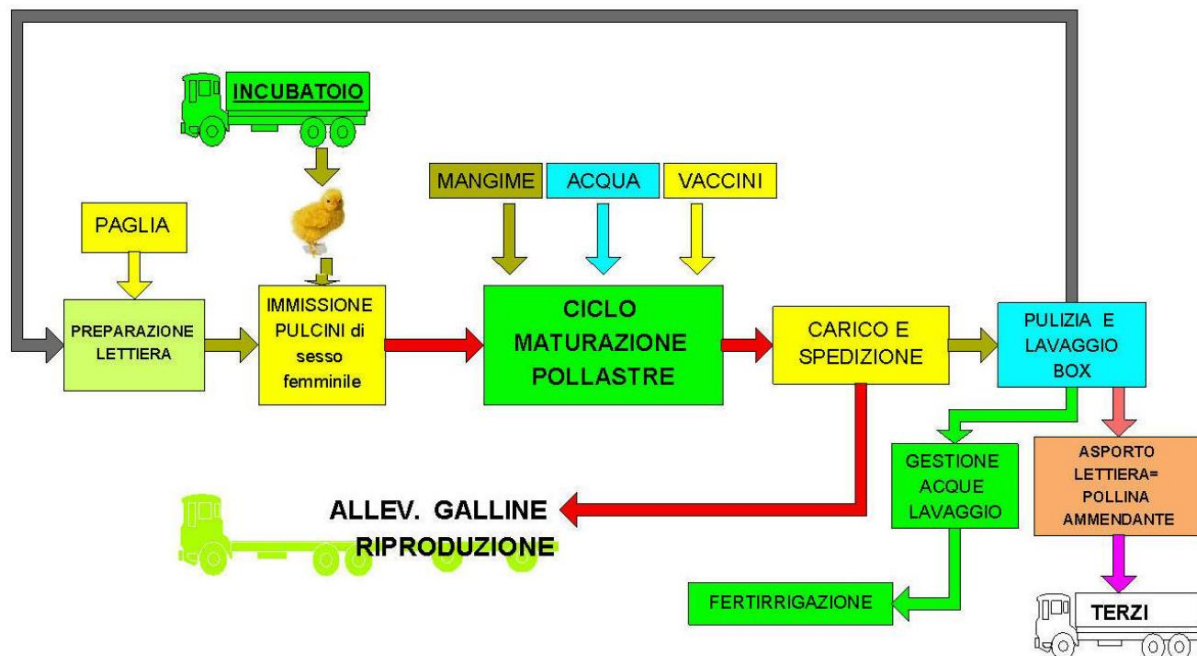 INCUBATOIO
MANGIME
ACQUA
VACCINI
PAGLIA
PREPARAZIONE
LETTIERA
IMMISSIONE
PULCINI di
sesso
femminile
CICLO
MATURAZIONE
POLLASTRE
CARICO E
SPEDIZIONE
PULIZIA E
LAVAGGIO
BOX
GESTIONE
ACQUE
LAVAGGIO
ASPORTO
LETTIERA=
POLLINA
AMMENDANTE
ALLEV. GALLINE
RIPRODUZIONE
FERTIRRIGAZIONE
TERZI